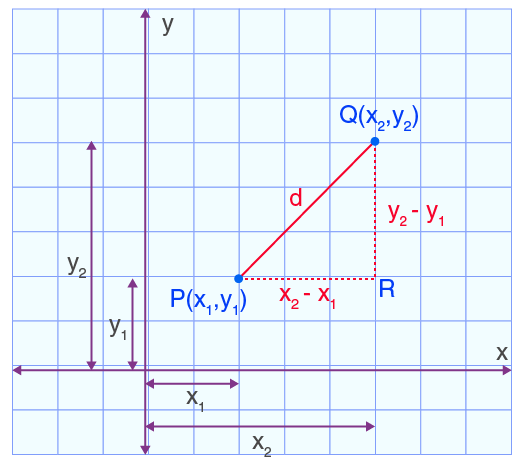 y
Q(x₂,y₂)
d
y₂ - y₁
y₂
P(x₁,y₁)
x₂ - x₁
R
y₁
x
x₁
x₂